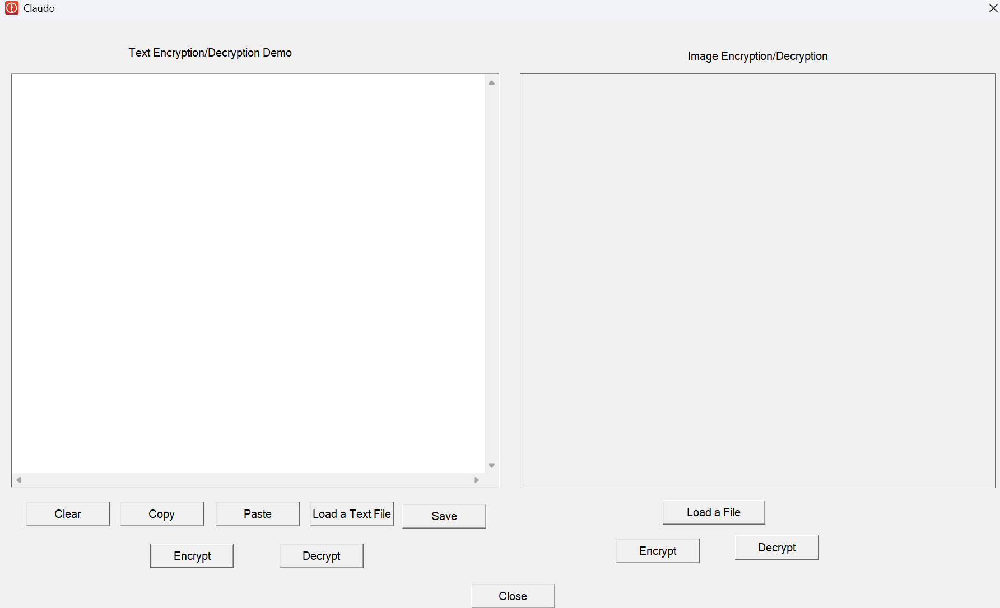 Claudo
Text Encryption/Decryption Demo
Image Encryption/Decryption
Clear
Copy
Paste
Load a Text File
Save
Load a File
Encrypt
Decrypt
Encrypt
Decrypt
Close